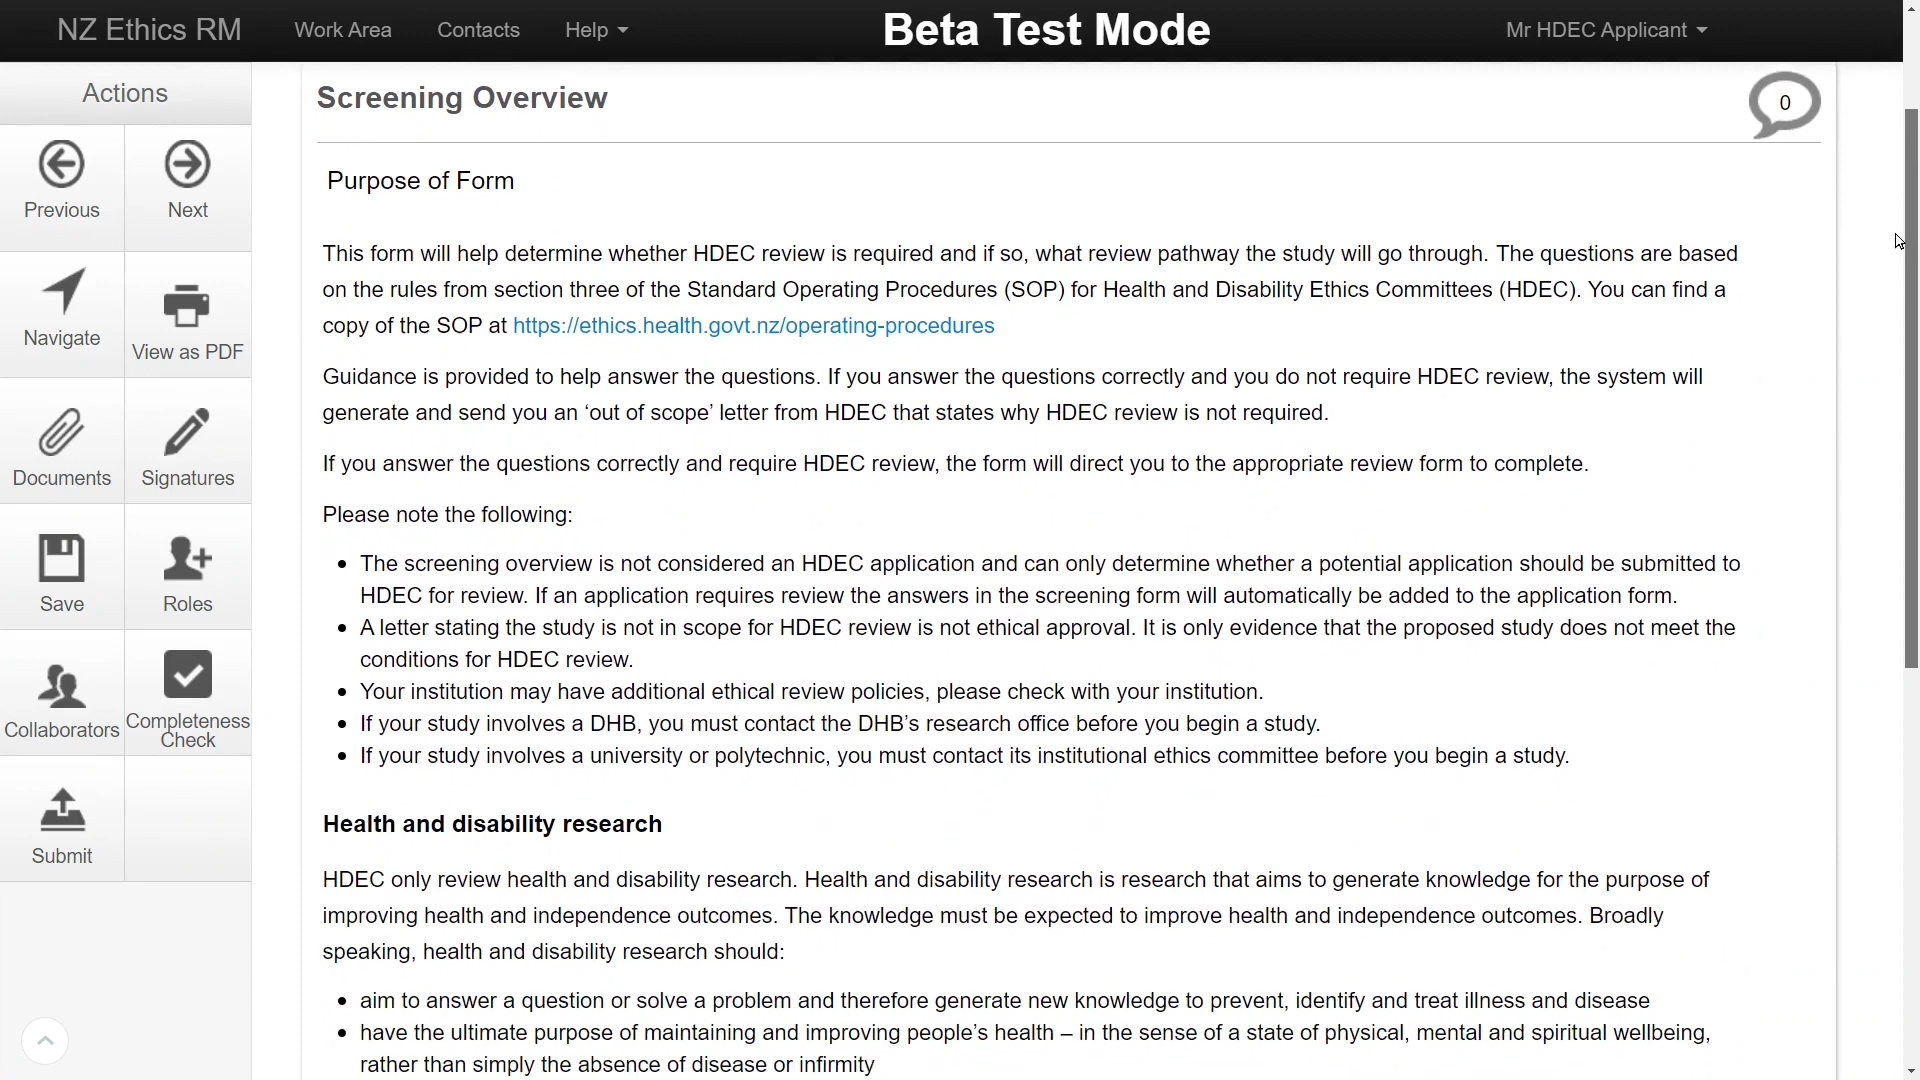 NZ Ethics RM Work Area Contacts Help Beta Test Mode Mr HDEC Applicant
Actions
Previous Next
Navigate View as PDF
Documents Signatures
Save Roles
Collaborators Completeness Check
Submit
Screening Overview
0
Purpose of Form
This form will help determine whether HDEC review is required and if so, what review pathway the study will go through. The questions are based
on the rules from section three of the Standard Operating Procedures (SOP) for Health and Disability Ethics Committees (HDEC). You can find a
copy of the SOP at https://ethics.health.govt.nz/operating-procedures
Guidance is provided to help answer the questions. If you answer the questions correctly and you do not require HDEC review, the system will
generate and send you an ‘out of scope’ letter from HDEC that states why HDEC review is not required.
If you answer the questions correctly and require HDEC review, the form will direct you to the appropriate review form to complete.
Please note the following:
• The screening overview is not considered an HDEC application and can only determine whether a potential application should be submitted to
HDEC for review. If an application requires review the answers in the screening form will automatically be added to the application form.
• A letter stating the study is not in scope for HDEC review is not ethical approval. It is only evidence that the proposed study does not meet the
conditions for HDEC review.
• Your institution may have additional ethical review policies, please check with your institution.
• If your study involves a DHB, you must contact the DHB’s research office before you begin a study.
• If your study involves a university or polytechnic, you must contact its institutional ethics committee before you begin a study.
Health and disability research
HDEC only review health and disability research. Health and disability research is research that aims to generate knowledge for the purpose of
improving health and independence outcomes. The knowledge must be expected to improve health and independence outcomes. Broadly
speaking, health and disability research should:
• aim to answer a question or solve a problem and therefore generate new knowledge to prevent, identify and treat illness and disease
• have the ultimate purpose of maintaining and improving people’s health – in the sense of a state of physical, mental and spiritual wellbeing,
rather than simply the absence of disease or infirmity